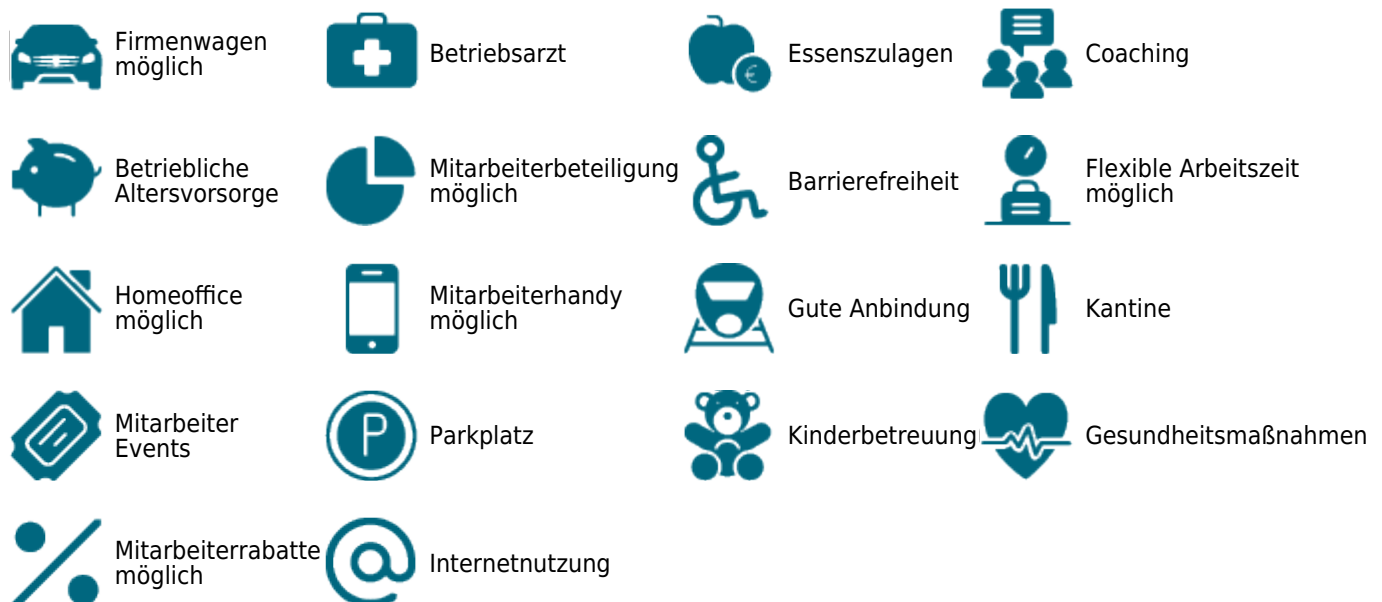 Firmenwagen
möglich
Betriebsarzt
Essenszulagen
Coaching
Betriebliche
Altersvorsorge
Mitarbeiterbeteiligung
möglich
Barrierefreiheit
Flexible Arbeitszeit
möglich
Homeoffice
möglich
Mitarbeiterhandy
möglich
Gute Anbindung
Kantine
Mitarbeiter
Events
P
Parkplatz
Kinderbetreuung
Gesundheitsmaßnahmen
Mitarbeiterrabatte
möglich
Internetnutzung